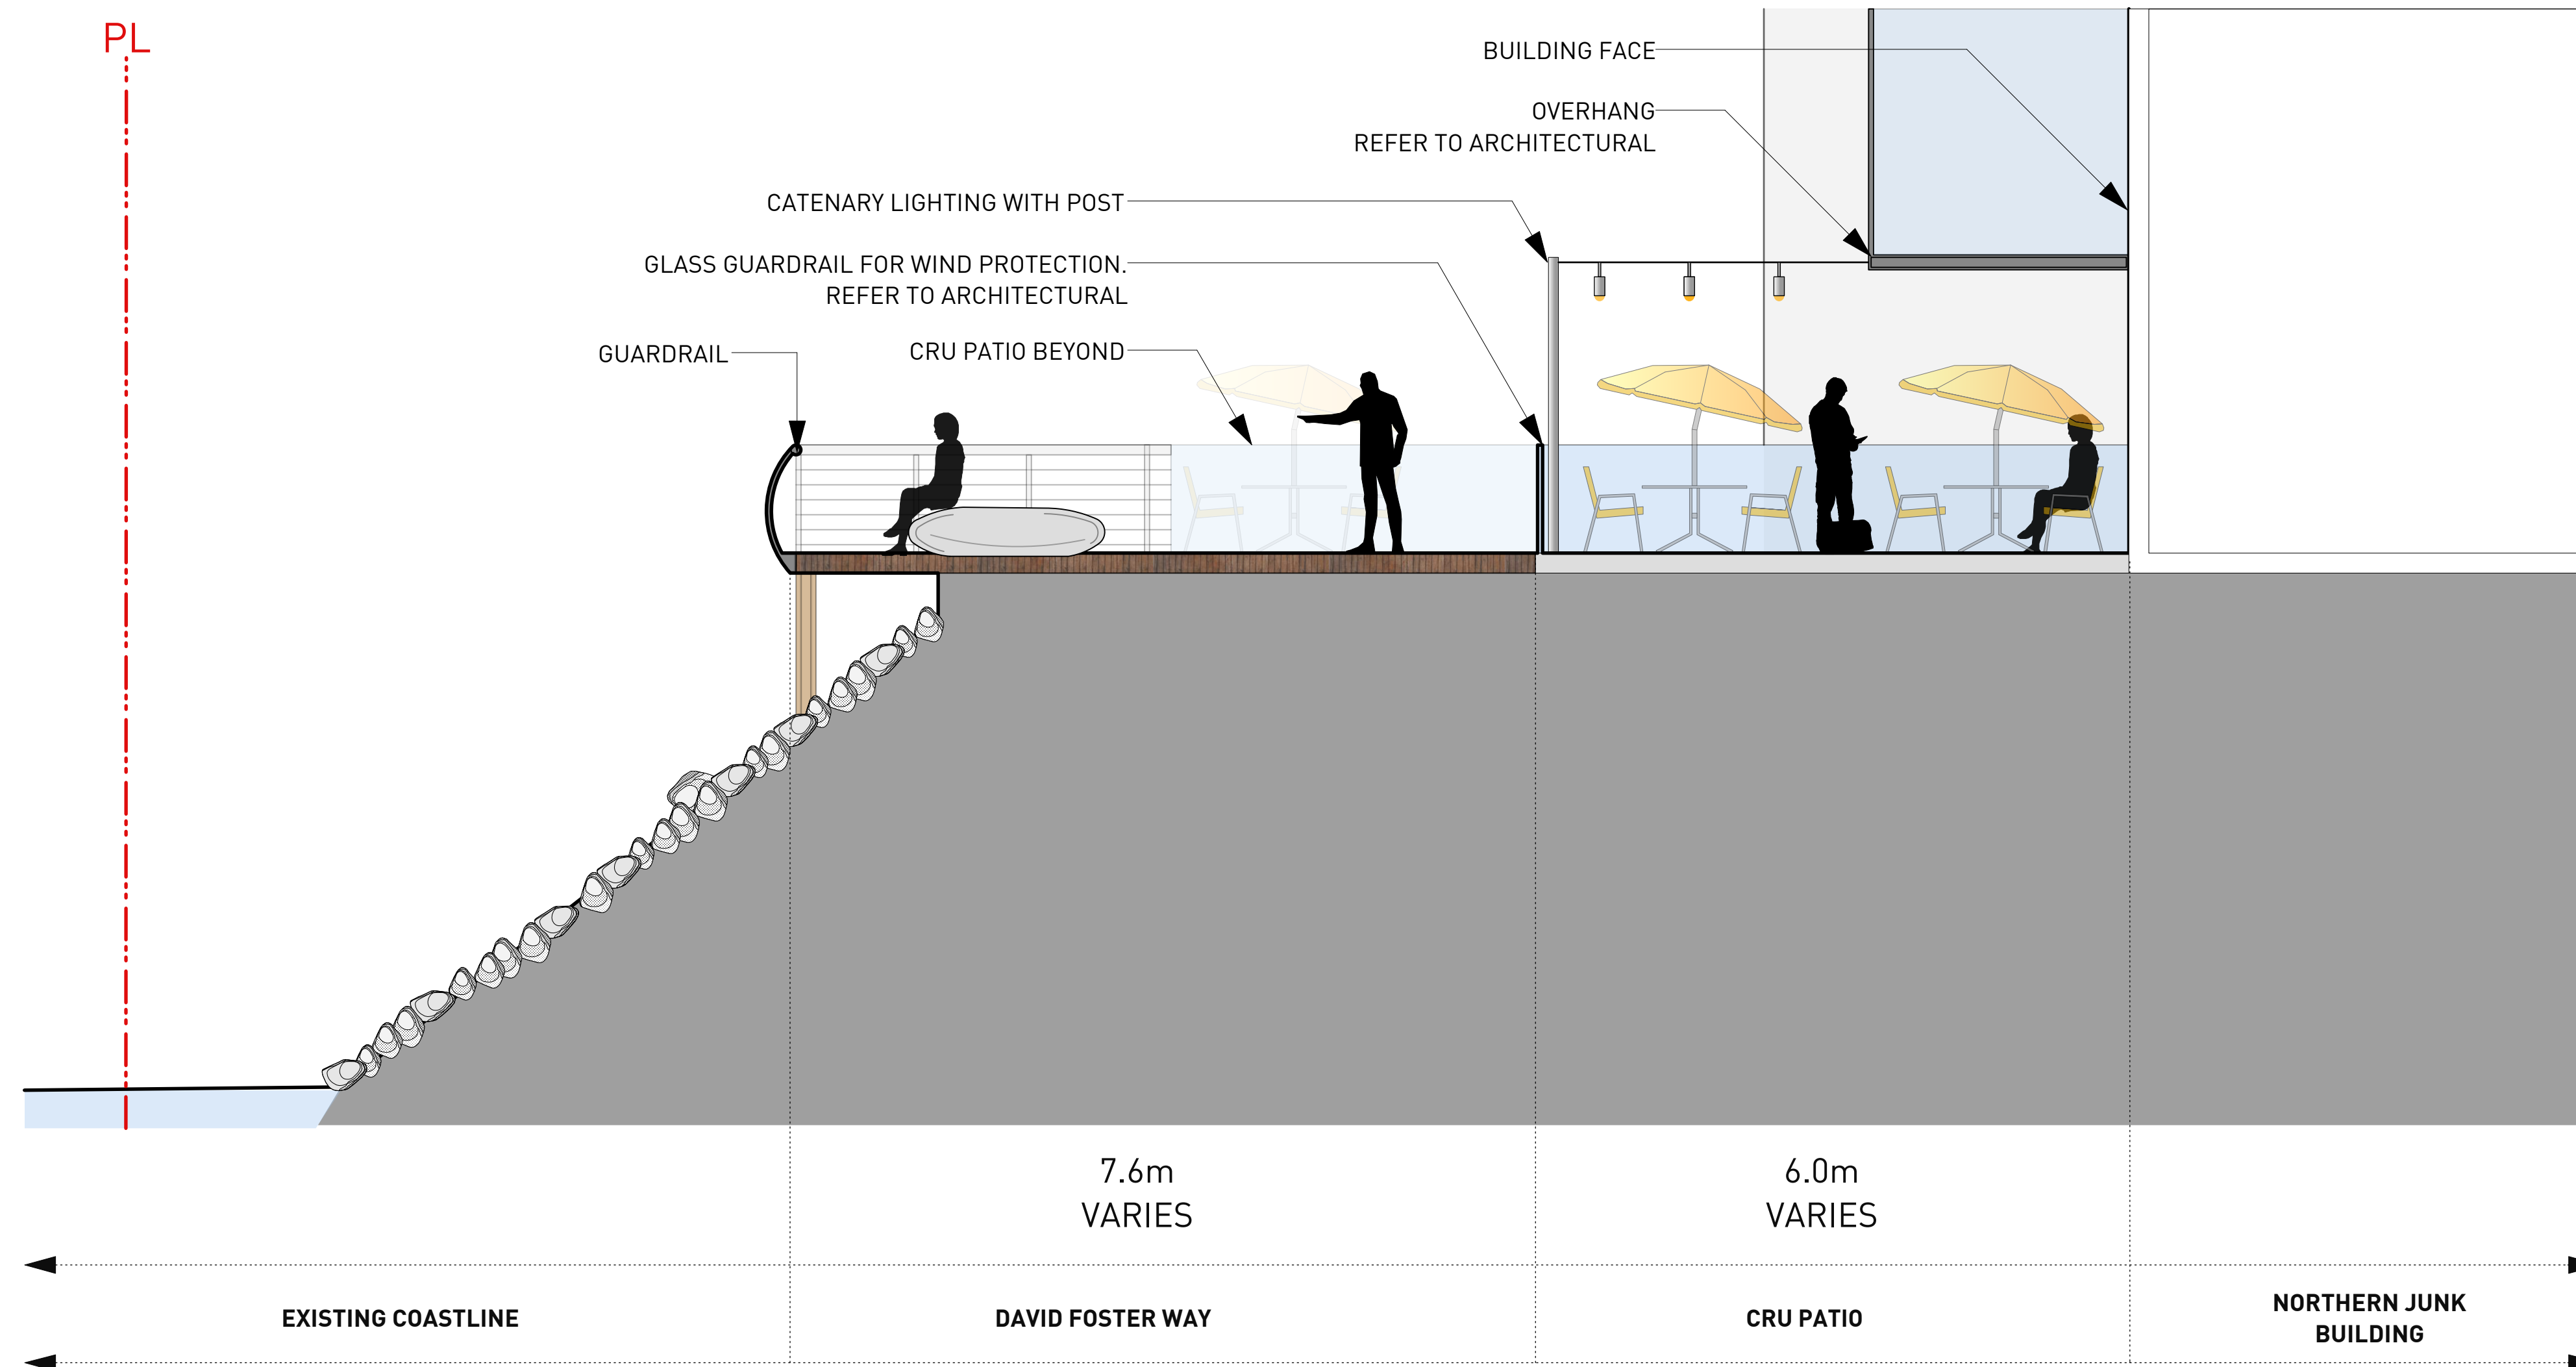 PL
BUILDING FACE
OVERHANG
REFER TO ARCHITECTURAL
CATENARY LIGHTING WITH POST
GLASS GUARDRAIL FOR WIND PROTECTION.
REFER TO ARCHITECTURAL
GUARDRAIL
CRU PATIO BEYOND
7.6m
VARIES
6.0m
VARIES
EXISTING COASTLINE
DAVID FOSTER WAY
CRU PATIO
NORTHERN JUNK
BUILDING